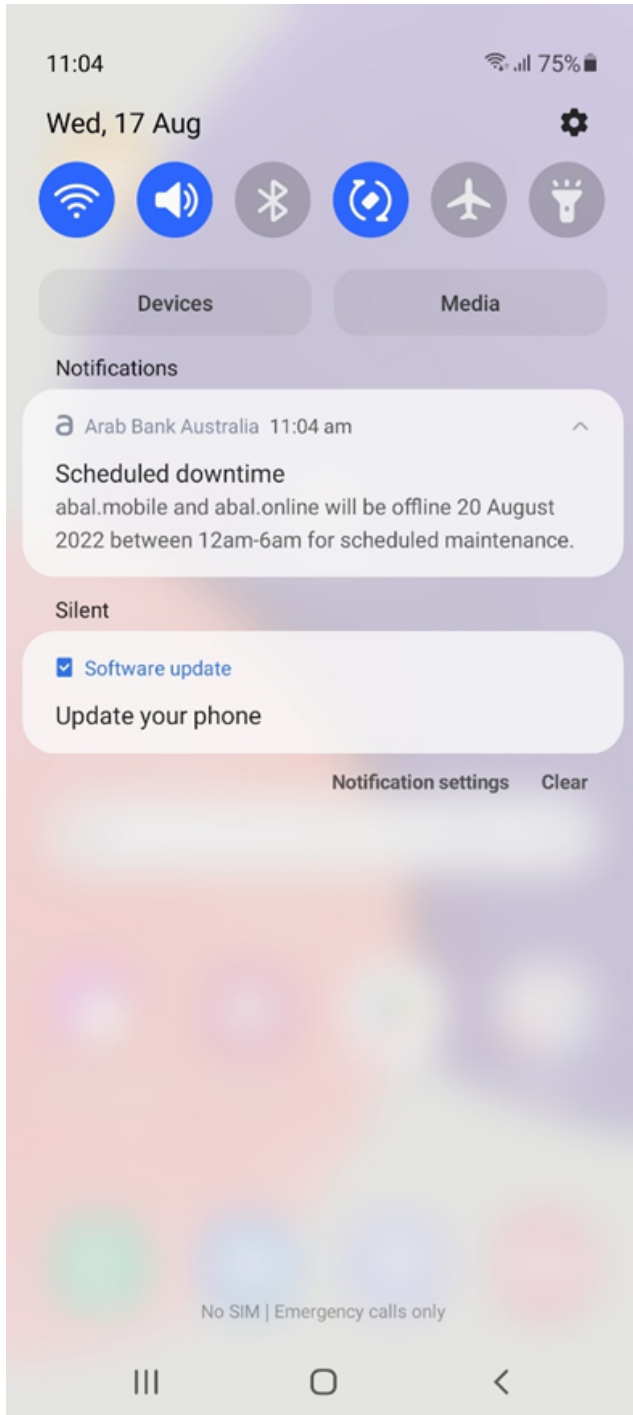 11:04 75%
Wed, 17 Aug
Devices Media
Notifications
a Arab Bank Australia 11:04 am
Scheduled downtime
abal.mobile and abal.online will be offline 20 August
2022 between 12am-6am for scheduled maintenance.
Silent
Software update
Update your phone
Notification settings Clear
No SIM | Emergency calls only